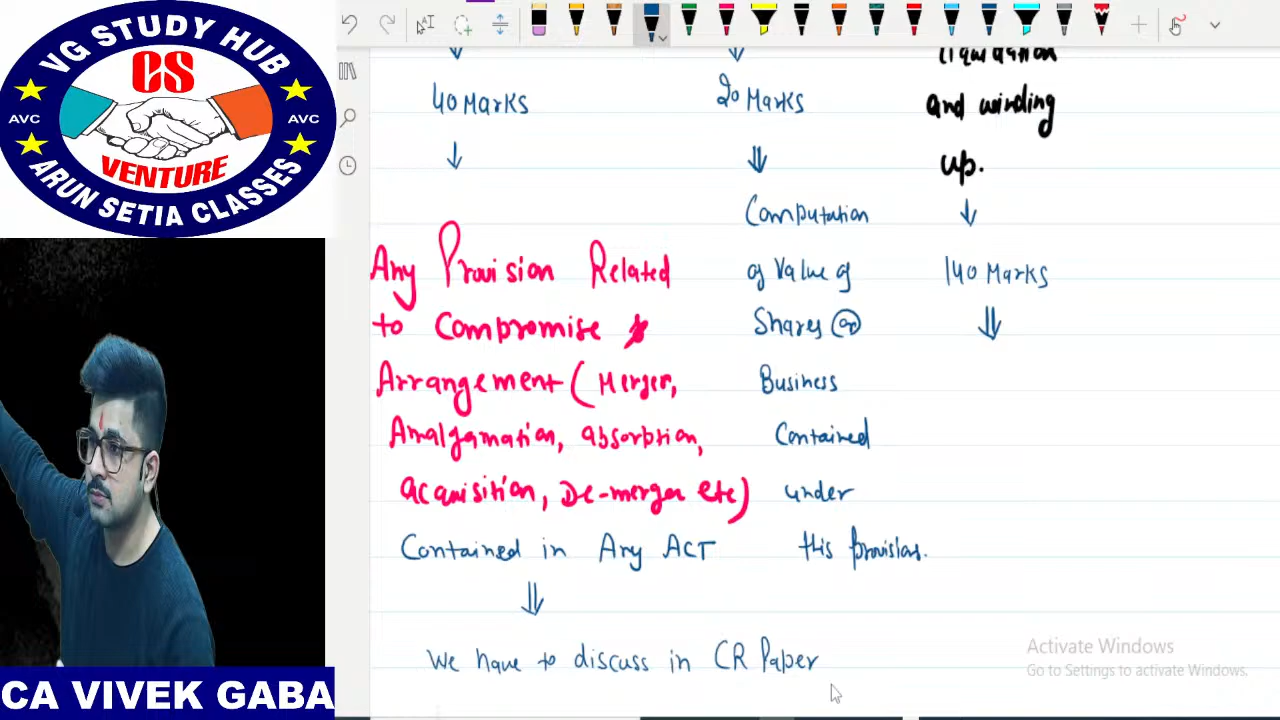 VG STUDY HUB
CS
AVC
AVC
VENTURE
ARUN SETIA CLASSES
CA VIVEK GABA
40 Marks
Any Provision Related
to Compromise
Arrangement ( Merger,
Amalgamation, absorption,
acquisition, De-merger etc)
Contained in Any ACT
We have to discuss in CR Paper
20 Marks
Computation
of value of
Shares or
Business
Contained
under
this provisions.
liquidation
and winding
up.
140 Marks
Activate Windows
Go to Settings to activate Windows.